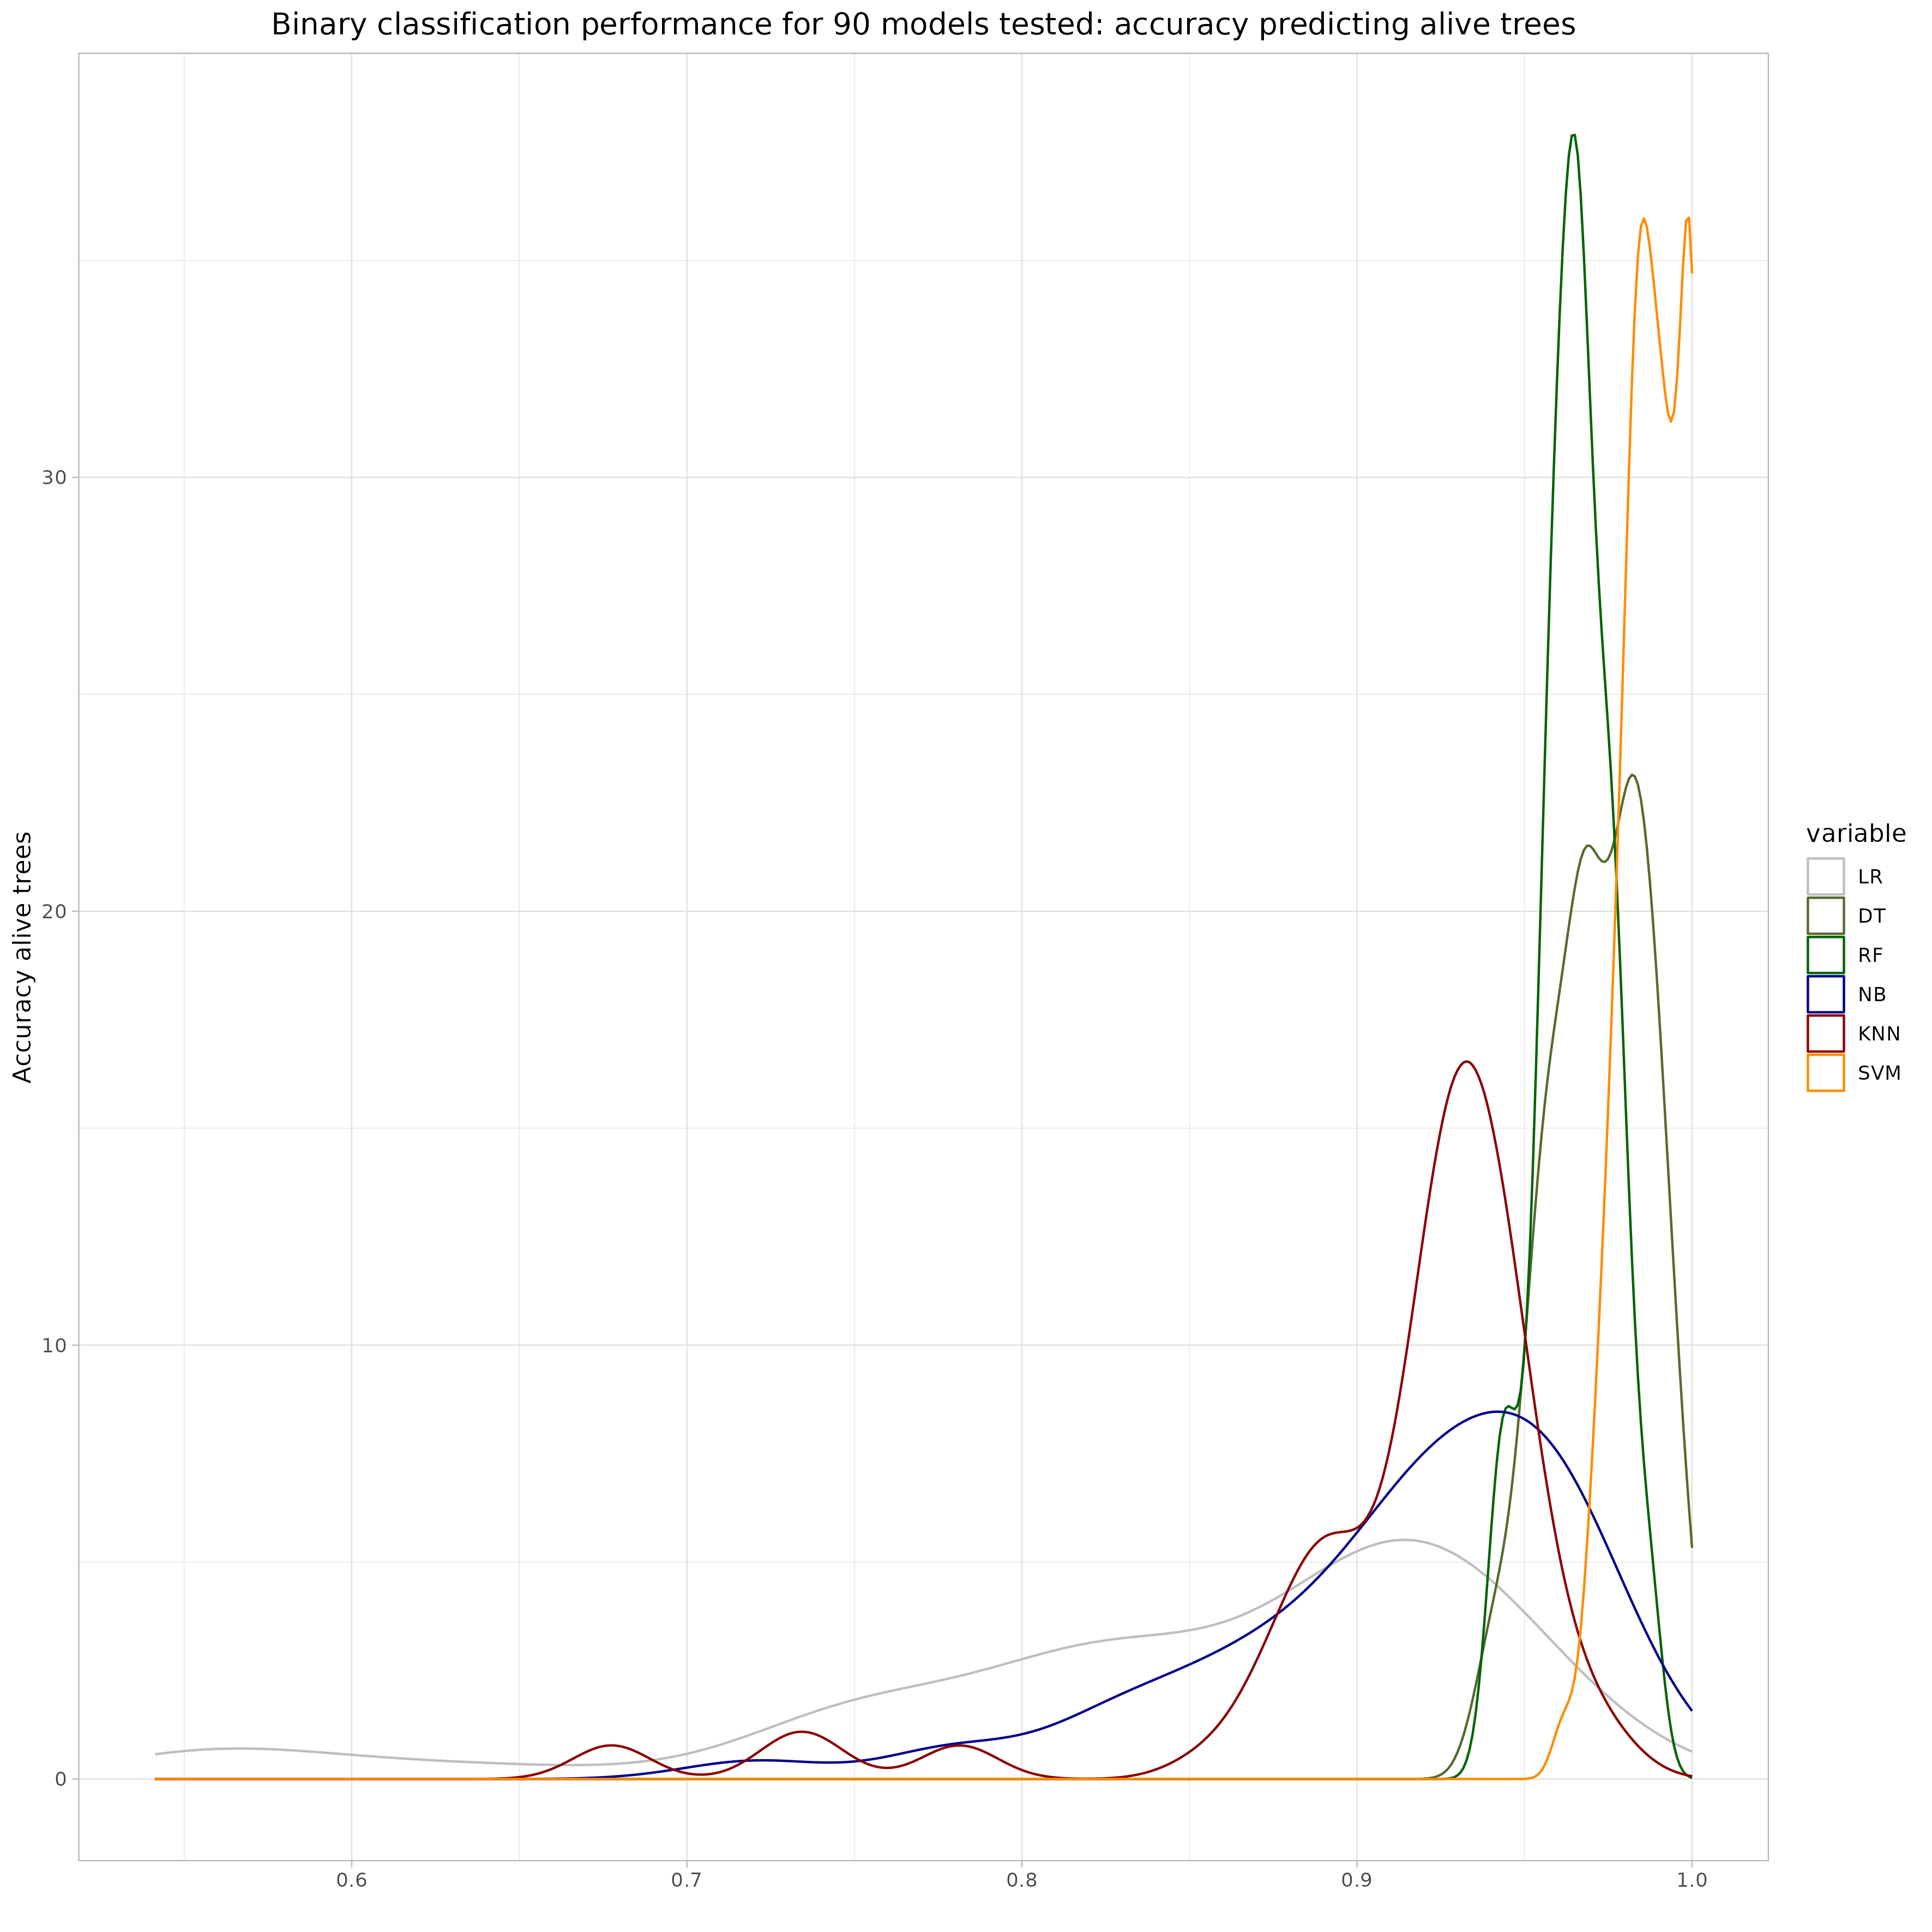 Binary classification performance for 90 models tested: accuracy predicting alive trees
Accuracy alive trees
30
20
10
0
0.6
0.7
0.8
0.9
1.0
variable
LR
DT
RF
NB
KNN
SVM